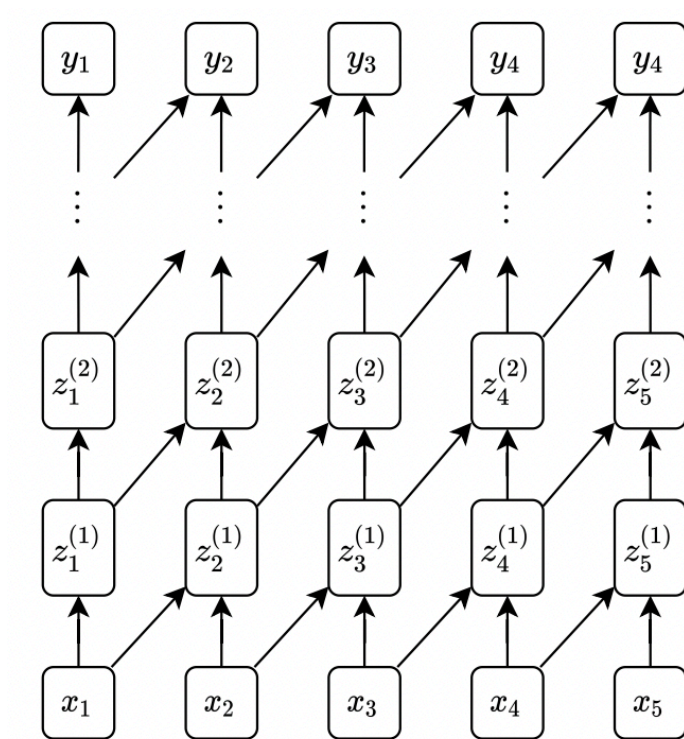 y₁ y₂ y₃ y₄ y₄
⋮ ⋮ ⋮ ⋮ ⋮
z₁⁽²⁾ z₂⁽²⁾ z₃⁽²⁾ z₄⁽²⁾ z₅⁽²⁾
z₁⁽¹⁾ z₂⁽¹⁾ z₃⁽¹⁾ z₄⁽¹⁾ z₅⁽¹⁾
x₁ x₂ x₃ x₄ x₅